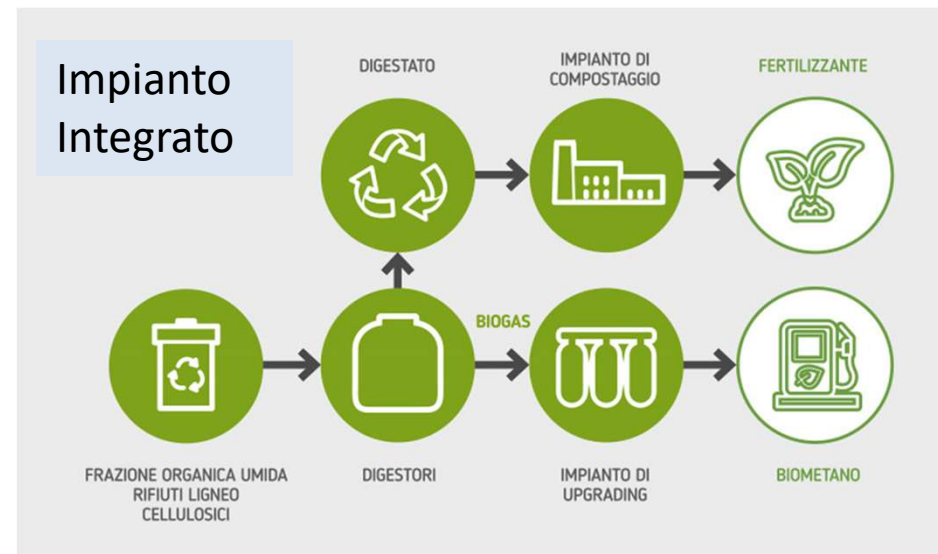 Impianto
Integrato
DIGESTATO
IMPIANTO DI
COMPOSTAGGIO
FERTILIZZANTE
BIOGAS
FRAZIONE ORGANICA UMIDA
RIFIUTI LIGNEO
CELLULOSICI
DIGESTORI
IMPIANTO DI
UPGRADING
BIOMETANO